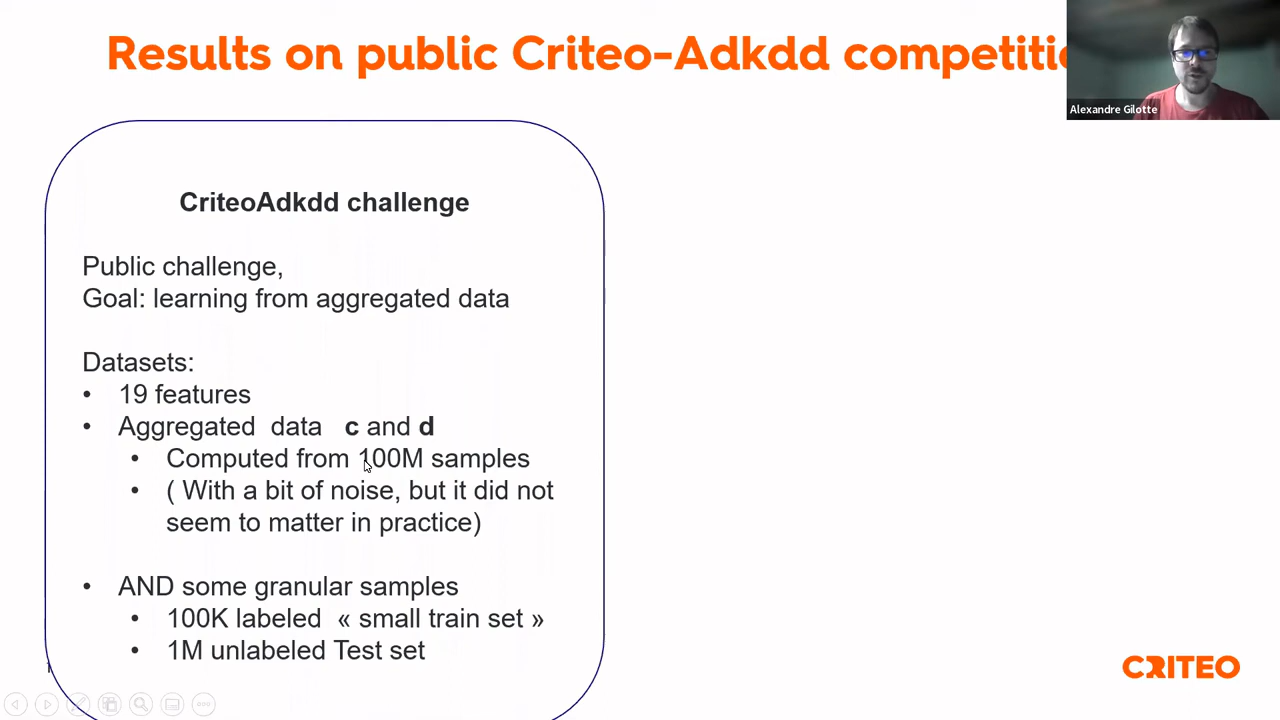 Results on public Criteo-Adkdd competitio
Alexandre Gilotte
CriteoAdkdd challenge
Public challenge,
Goal: learning from aggregated data
Datasets:
• 19 features
• Aggregated data c and d
• Computed from 100M samples
• ( With a bit of noise, but it did not
seem to matter in practice)
• AND some granular samples
• 100K labeled « small train set »
• 1M unlabeled Test set
1
CRITEO